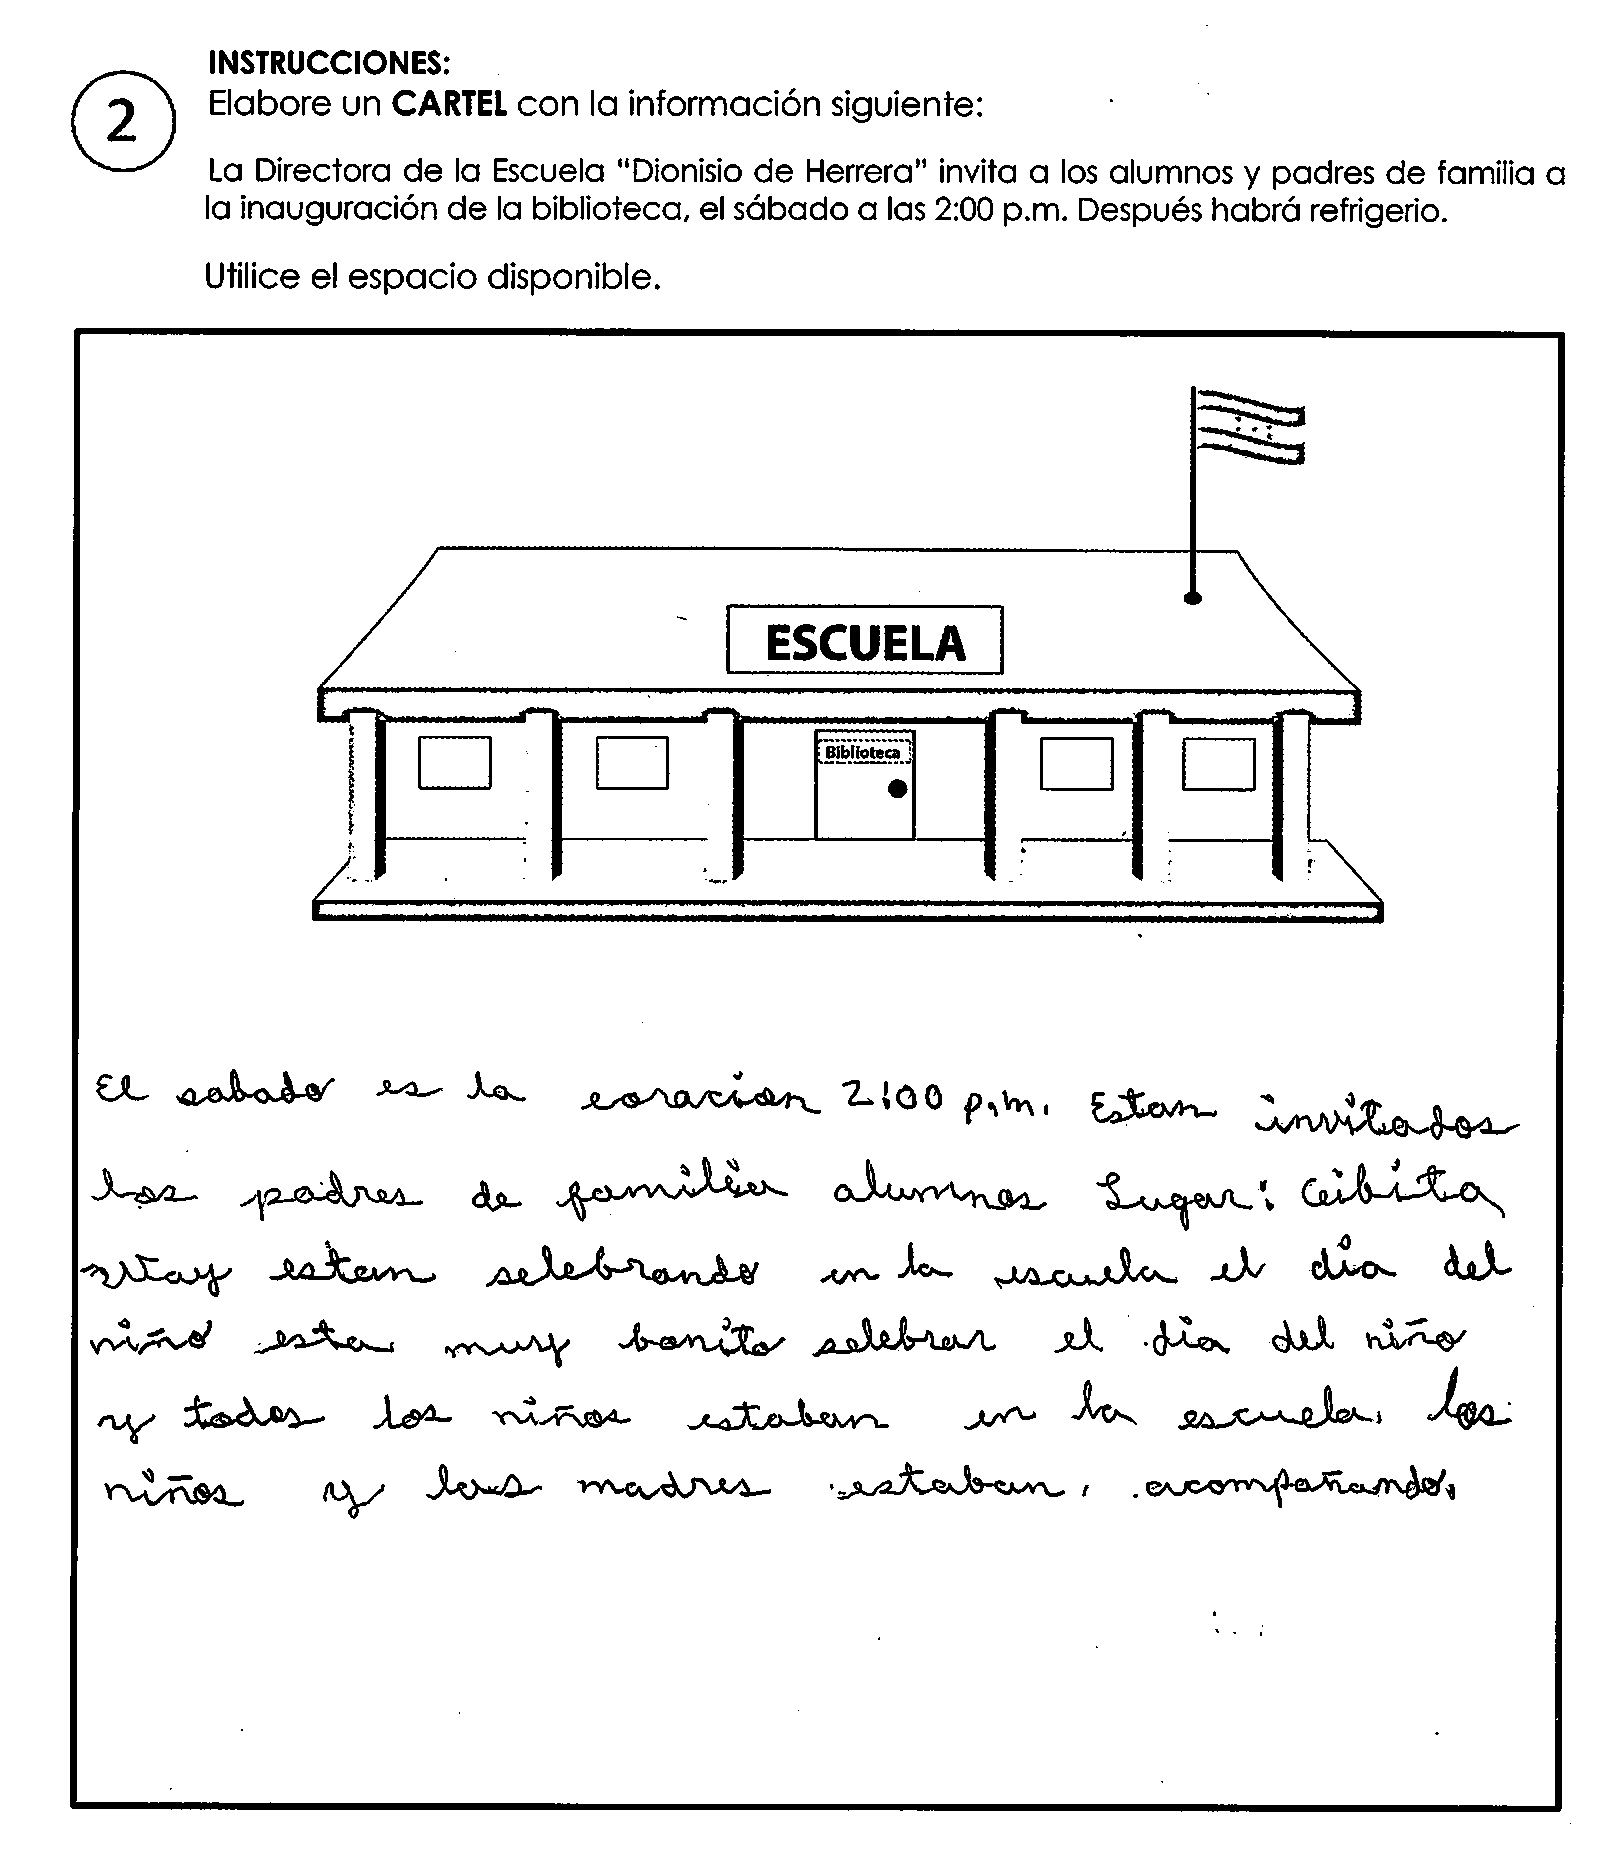 INSTRUCCIONES:
2
Elabore un CARTEL con la información siguiente:
La Directora de la Escuela "Dionisio de Herrera" invita a los alumnos y padres de familia a
la inauguración de la biblioteca, el sábado a las 2:00 p.m. Después habrá refrigerio.
Utilice el espacio disponible.
ESCUELA
Biblioteca
El sabado es la coracion 2:00 p.m. Estan invitados
los padres de familia alumnos Lugar: Ceibita
estan selebrando en la escuela el dia del
niño esta muy bonito selebrar el dia del niño
y todos los niños estaban en la escuela. los
niños y las madres estaban, acompañando.